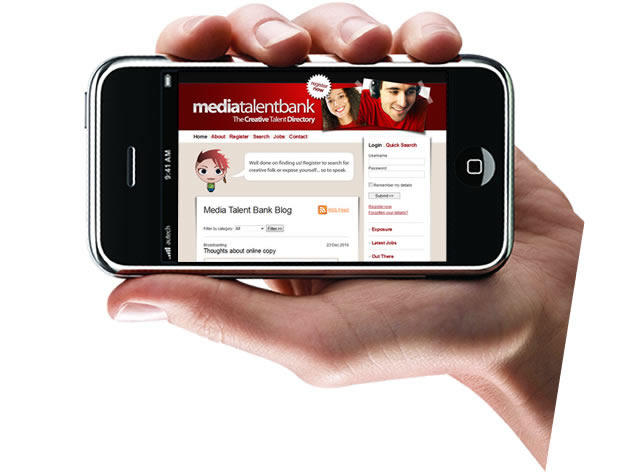 9:41 AM
autech
register
now
mediatalentbank
The Creative Talent Directory
Home About Register Search Jobs Contact
Well done on finding us! Register to search for
creative folk or expose yourself... so to speak.
Media Talent Bank Blog
RSS Feed
Filter by category: All Filter >>
Broadcasting 23 Dec 2010
Thoughts about online copy
Login Quick Search
Username
Password
Remember my details
Submit >>
Register now
Forgotten your details?
Exposure
Latest Jobs
Out There